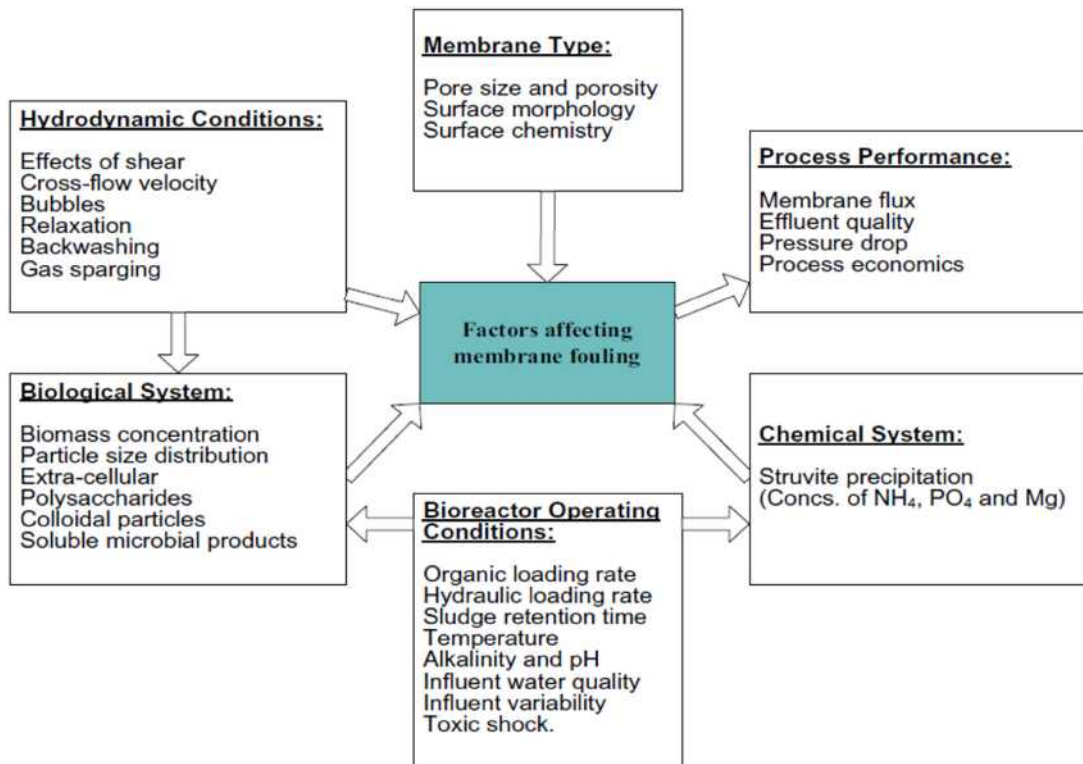 Membrane Type:
Pore size and porosity
Surface morphology
Surface chemistry
Hydrodynamic Conditions:
Effects of shear
Cross-flow velocity
Bubbles
Relaxation
Backwashing
Gas sparging
Process Performance:
Membrane flux
Effluent quality
Pressure drop
Process economics
Factors affecting
membrane fouling
Biological System:
Biomass concentration
Particle size distribution
Extra-cellular
Polysaccharides
Colloidal particles
Soluble microbial products
Chemical System:
Struvite precipitation
(Concs. of NH₄, PO₄ and Mg)
Bioreactor Operating
Conditions:
Organic loading rate
Hydraulic loading rate
Sludge retention time
Temperature
Alkalinity and pH
Influent water quality
Influent variability
Toxic shock.